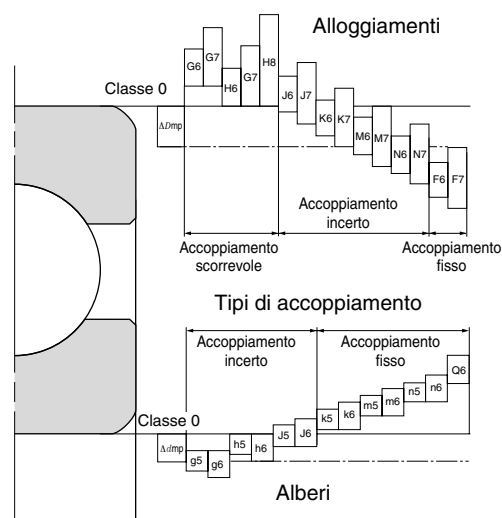 Alloggiamenti
G6
G7
H6
G7
H8
Classe 0
J6
J7
K6
K7
M6
M7
N6
N7
F6
F7
ΔDmp
Accoppiamento
scorrevole
Accoppiamento
incerto
Accoppiamento
fisso
Tipi di accoppiamento
Accoppiamento
incerto
Accoppiamento
fisso
Classe 0
Δdmp
g5
g6
h5
h6
J5
J6
k5
k6
m5
m6
n5
n6
Q6
Alberi